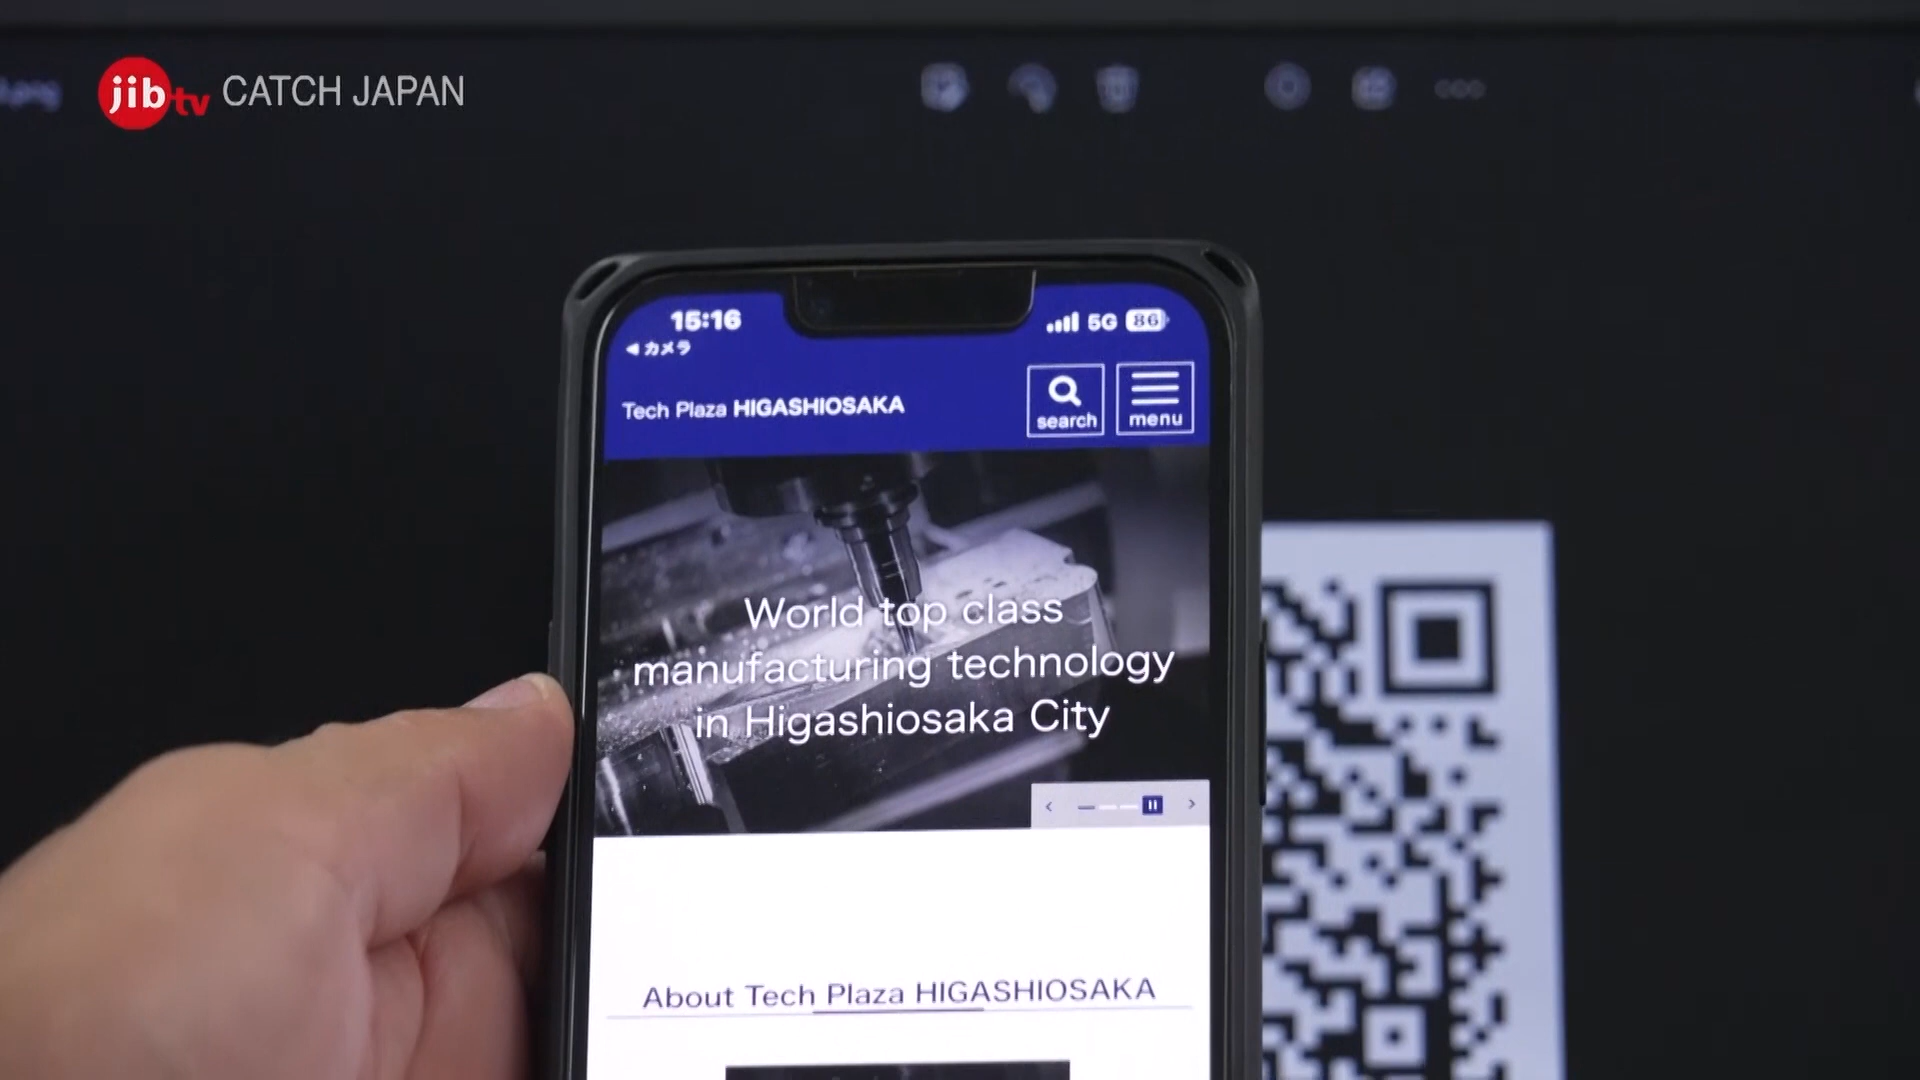 jibtv CATCH JAPAN
15:16
5G 86
◀カメラ
Tech Plaza HIGASHIOSAKA
search
menu
World top class
manufacturing technology
in Higashiosaka City
About Tech Plaza HIGASHIOSAKA